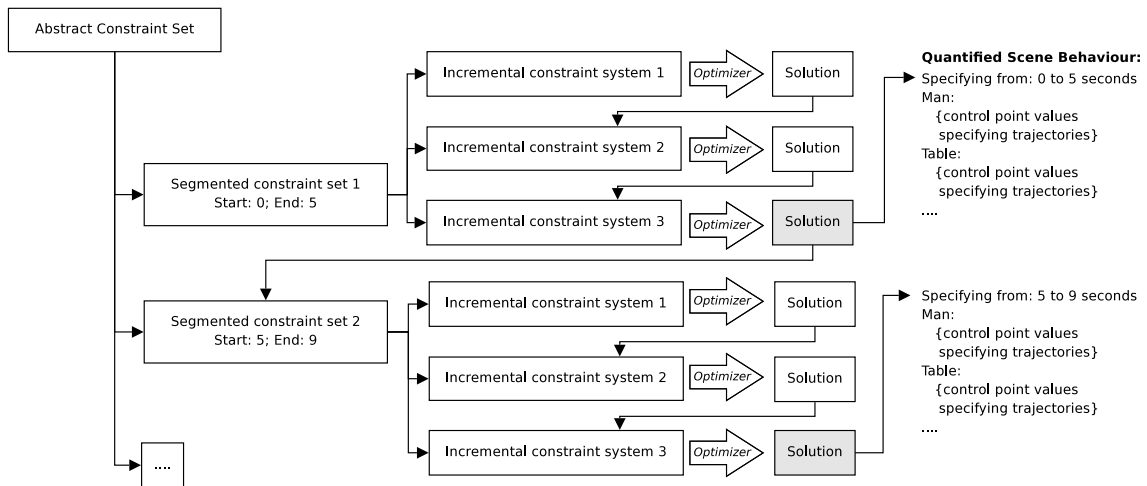 Abstract Constraint Set
Segmented constraint set 1
Start: 0; End: 5
Incremental constraint system 1
Optimizer
Solution
Incremental constraint system 2
Optimizer
Solution
Incremental constraint system 3
Optimizer
Solution
Quantified Scene Behaviour:
Specifying from: 0 to 5 seconds
Man:
{control point values
specifying trajectories}
Table:
{control point values
specifying trajectories}
....
Segmented constraint set 2
Start: 5; End: 9
Incremental constraint system 1
Optimizer
Solution
Incremental constraint system 2
Optimizer
Solution
Incremental constraint system 3
Optimizer
Solution
Specifying from: 5 to 9 seconds
Man:
{control point values
specifying trajectories}
Table:
{control point values
specifying trajectories}
....
....